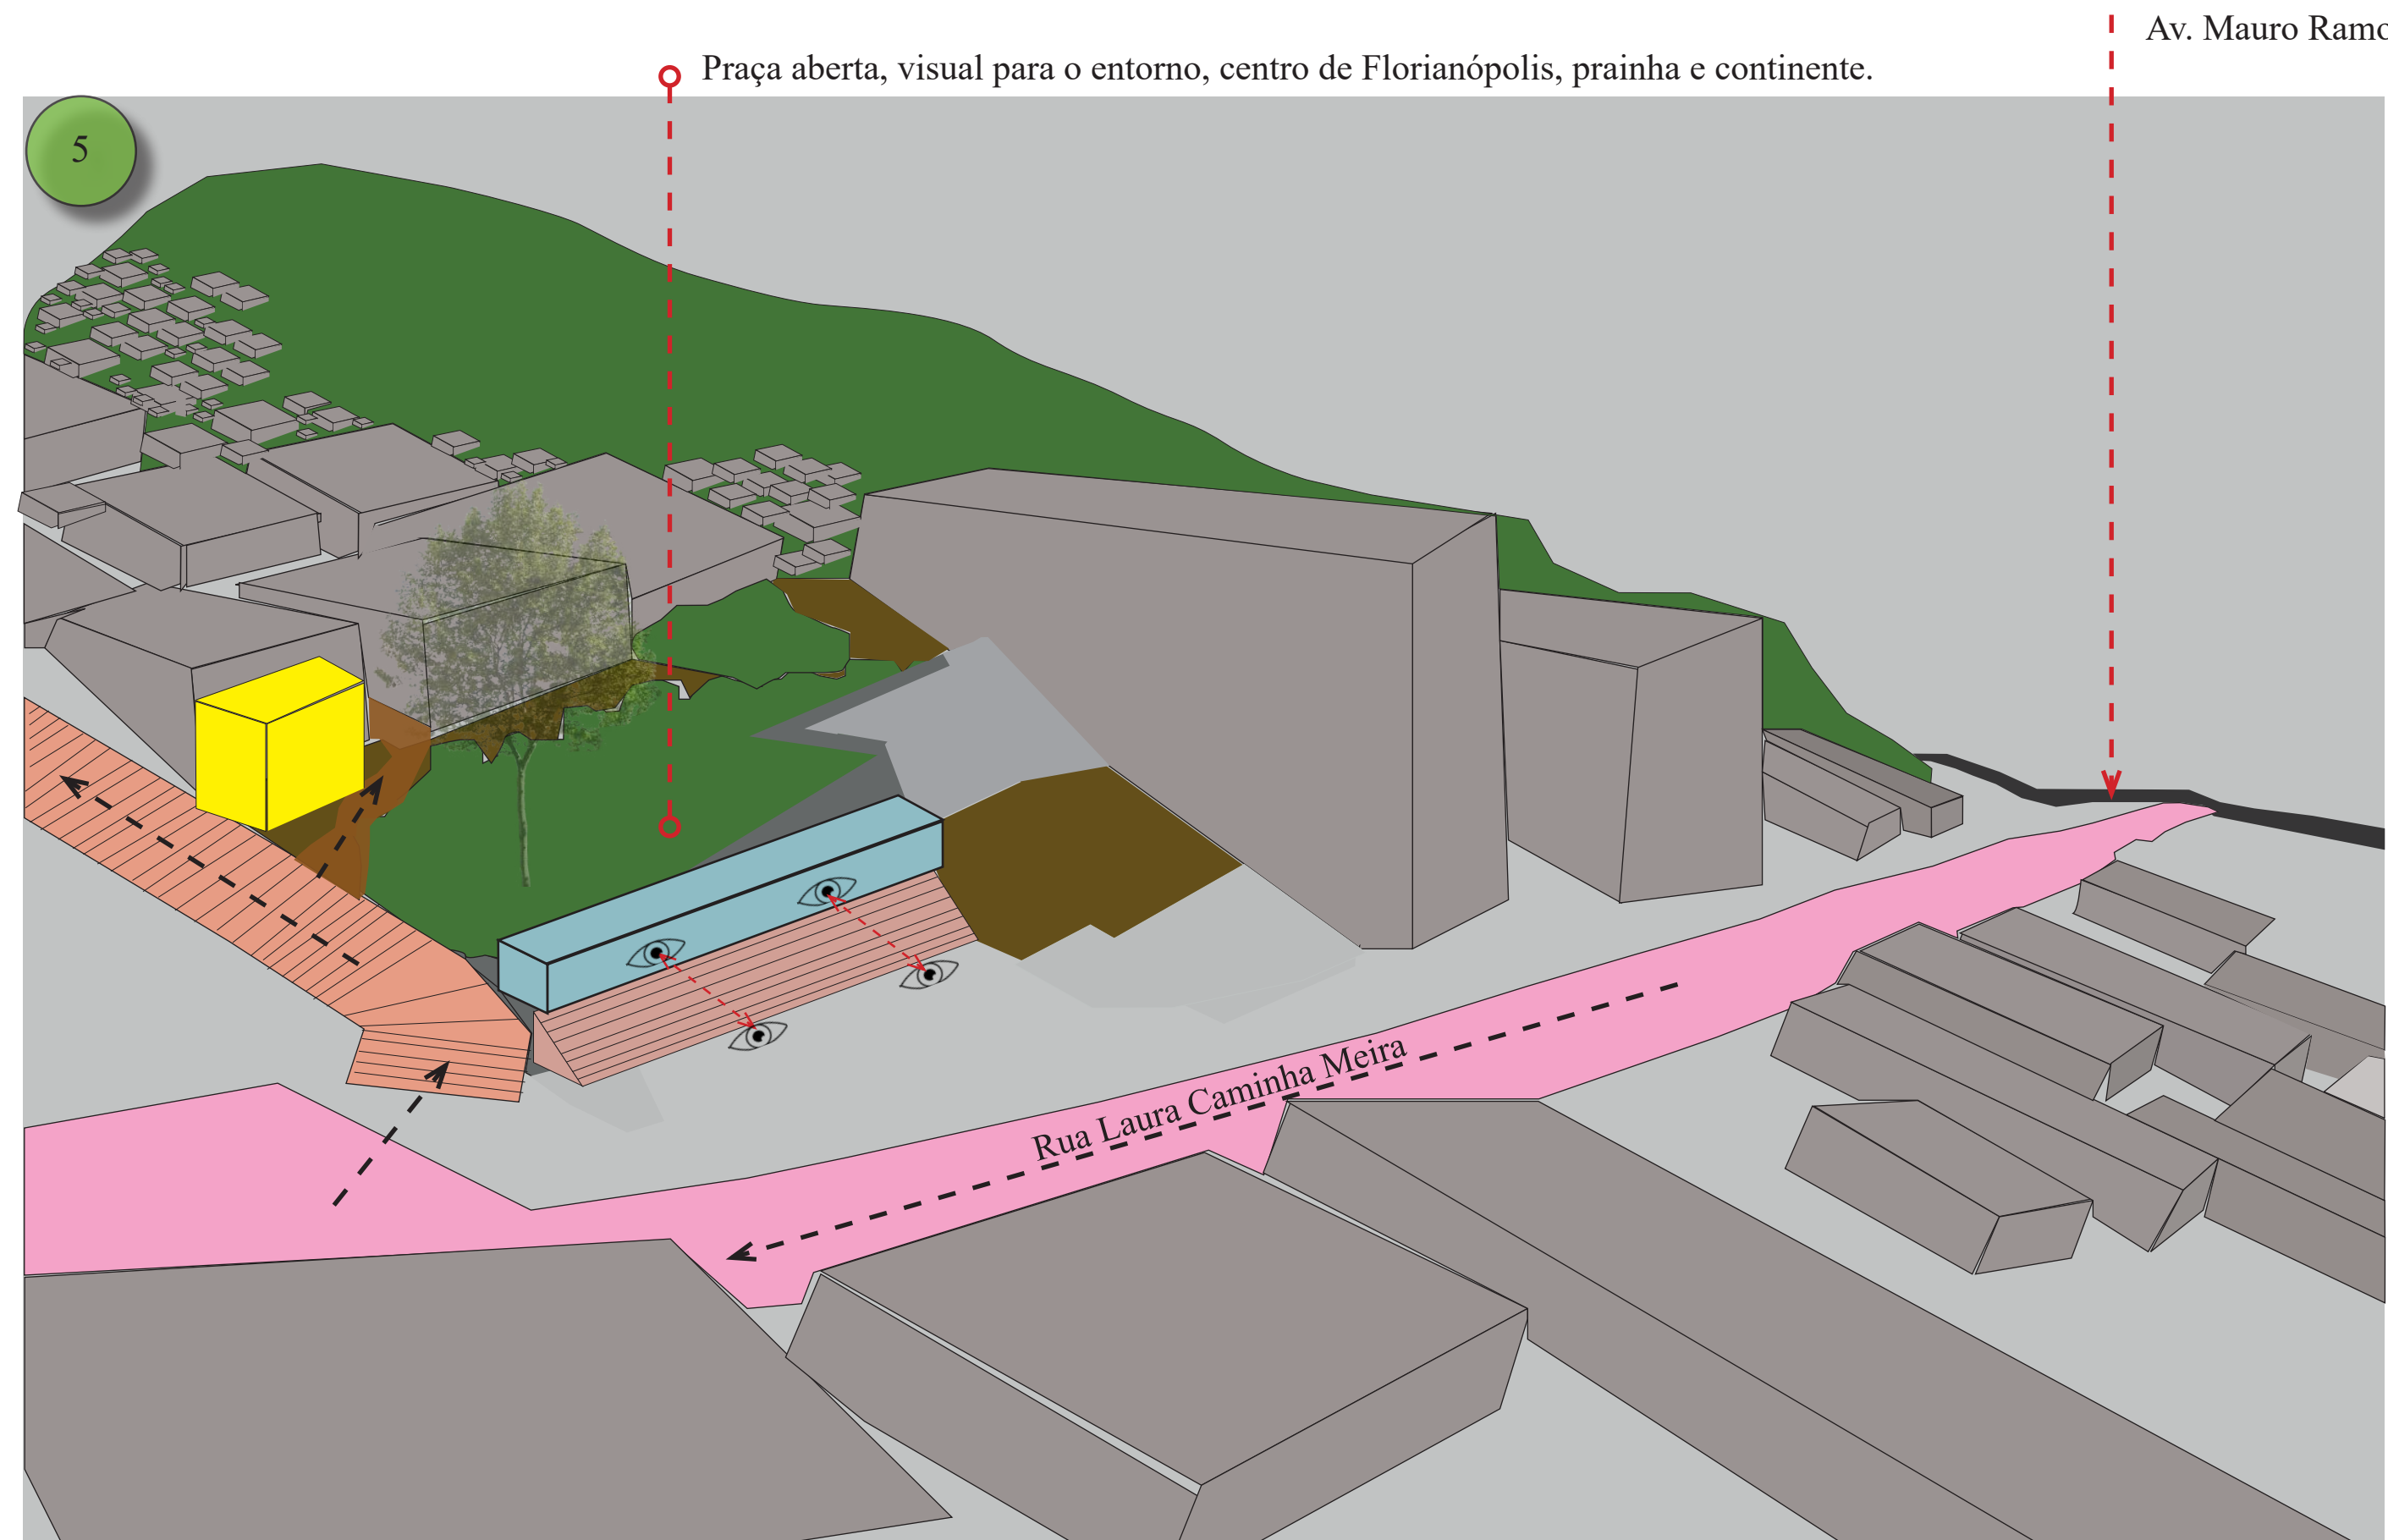 Av. Mauro Ramo
Praça aberta, visual para o entorno, centro de Florianópolis, prainha e continente.
5
Rua Laura Caminha Meira